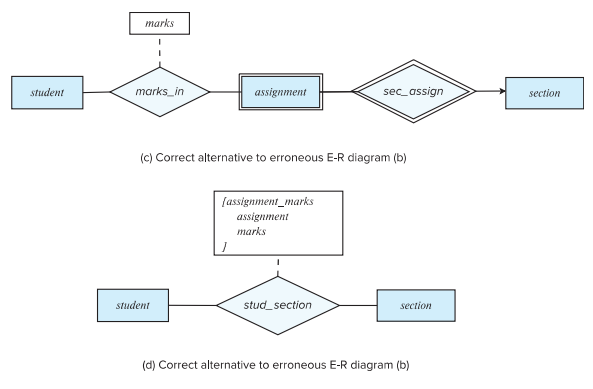 marks
student
marks_in
assignment
sec_assign
section
(c) Correct alternative to erroneous E-R diagram (b)
[assignment_marks
assignment
marks
]
student
stud_section
section
(d) Correct alternative to erroneous E-R diagram (b)